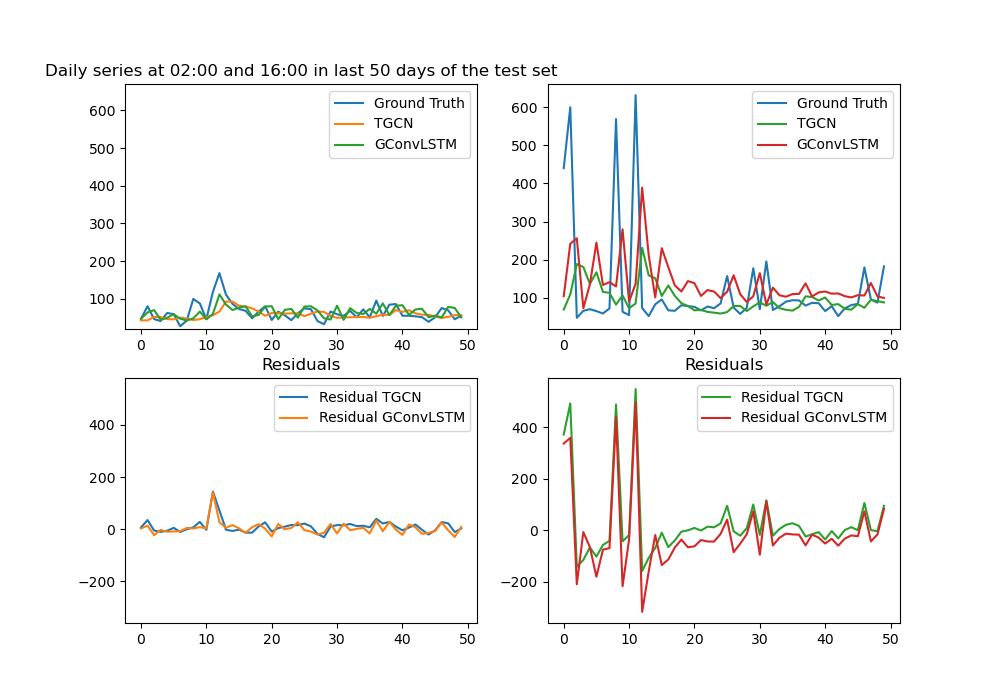 Daily series at 02:00 and 16:00 in last 50 days of the test set
600
500
400
300
200
100
0 10 20 30 40 50
Ground Truth
TGCN
GConvLSTM
600
500
400
300
200
100
0 10 20 30 40 50
Ground Truth
TGCN
GConvLSTM
Residuals
400
200
0
−200
0 10 20 30 40 50
Residual TGCN
Residual GConvLSTM
Residuals
400
200
0
−200
0 10 20 30 40 50
Residual TGCN
Residual GConvLSTM